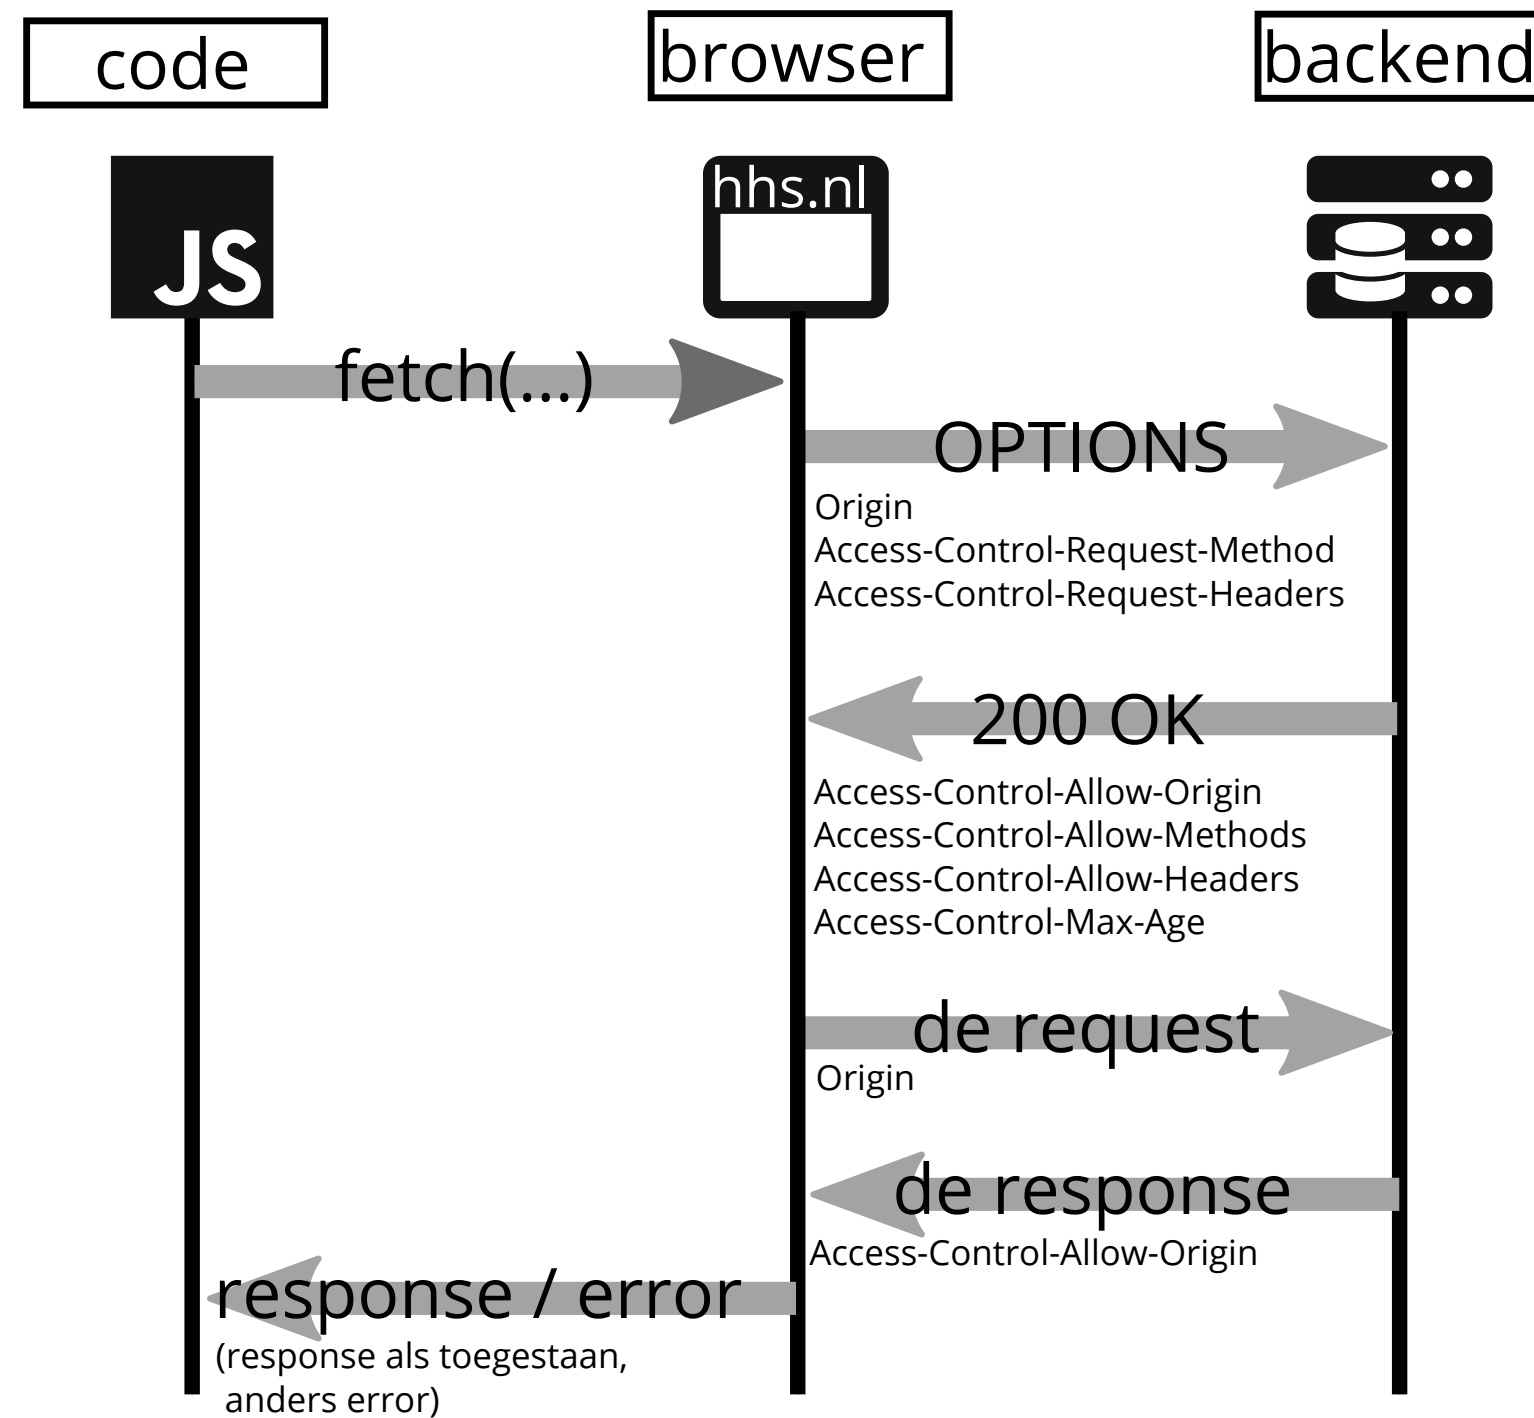 code
browser
backend
JS
hhs.nl
fetch(...)
OPTIONS
Origin
Access-Control-Request-Method
Access-Control-Request-Headers
200 OK
Access-Control-Allow-Origin
Access-Control-Allow-Methods
Access-Control-Allow-Headers
Access-Control-Max-Age
de request
Origin
de response
Access-Control-Allow-Origin
response / error
(response als toegestaan,
anders error)